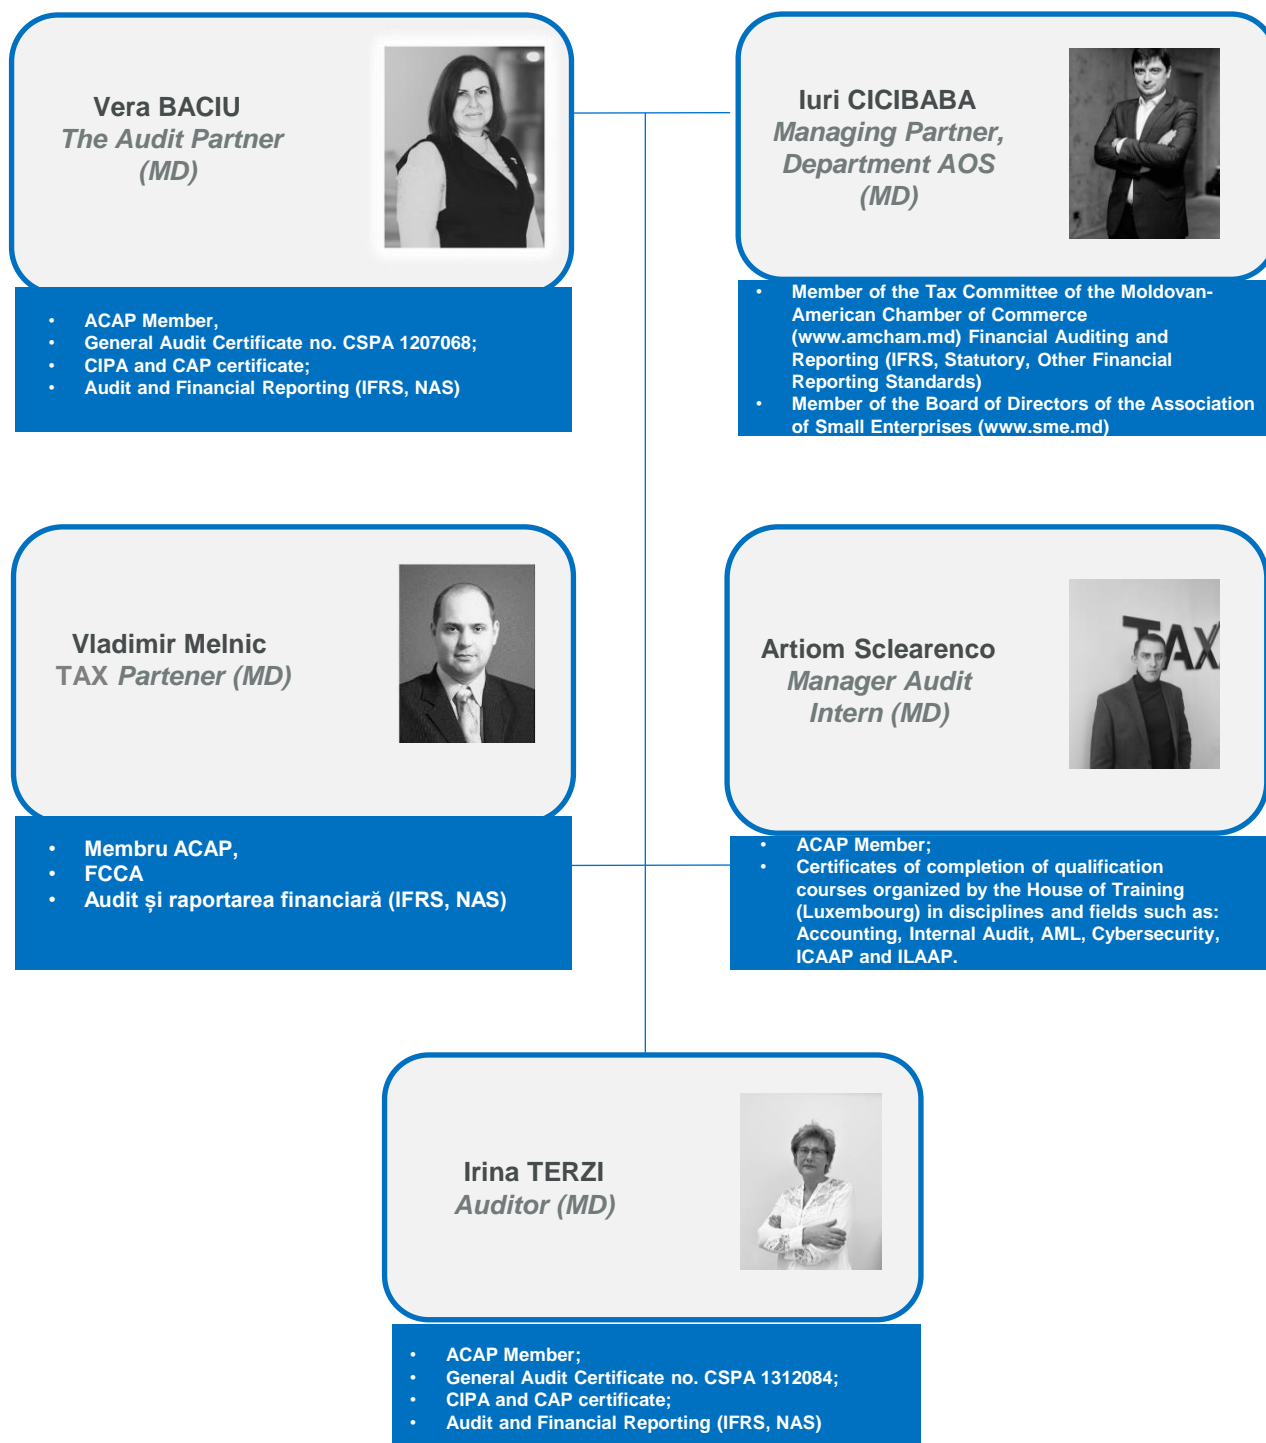 Vera BACIU
The Audit Partner
(MD)
• ACAP Member,
• General Audit Certificate no. CSPA 1207068;
• CIPA and CAP certificate;
• Audit and Financial Reporting (IFRS, NAS)
Iuri CICIBABA
Managing Partner,
Department AOS
(MD)
• Member of the Tax Committee of the Moldovan-
American Chamber of Commerce
(www.amcham.md) Financial Auditing and
Reporting (IFRS, Statutory, Other Financial
Reporting Standards)
• Member of the Board of Directors of the Association
of Small Enterprises (www.sme.md)
Vladimir Melnic
TAX Partener (MD)
• Membru ACAP,
• FCCA
• Audit și raportarea financiară (IFRS, NAS)
Artiom Sclearenco
Manager Audit
Intern (MD)
TAX
• ACAP Member;
• Certificates of completion of qualification
courses organized by the House of Training
(Luxembourg) in disciplines and fields such as:
Accounting, Internal Audit, AML, Cybersecurity,
ICAAP and ILAAP.
Irina TERZI
Auditor (MD)
• ACAP Member;
• General Audit Certificate no. CSPA 1312084;
• CIPA and CAP certificate;
• Audit and Financial Reporting (IFRS, NAS)